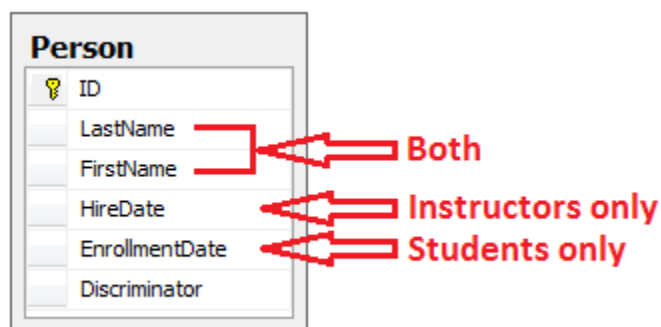 Person
ID
LastName
FirstName
Both
HireDate
Instructors only
EnrollmentDate
Students only
Discriminator